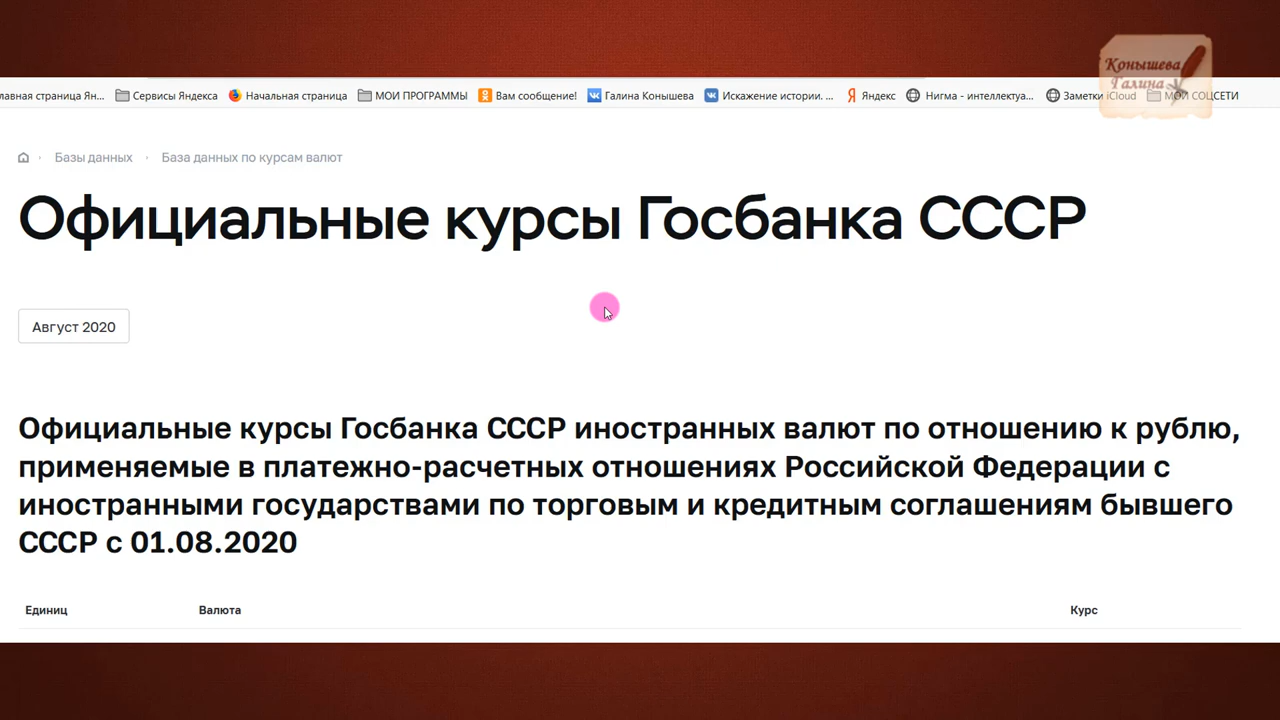 Конышева
Галина
лавная страница Ян... Сервисы Яндекса Начальная страница МОИ ПРОГРАММЫ Вам сообщение! Галина Конышева Искажение истории. ... Яндекс Нигма - интеллектуа... Заметки iCloud МОИ СОЦСЕТИ
Базы данных База данных по курсам валют
Официальные курсы Госбанка СССР
Август 2020
Официальные курсы Госбанка СССР иностранных валют по отношению к рублю,
применяемые в платежно-расчетных отношениях Российской Федерации с
иностранными государствами по торговым и кредитным соглашениям бывшего
СССР с 01.08.2020
Единиц Валюта Курс